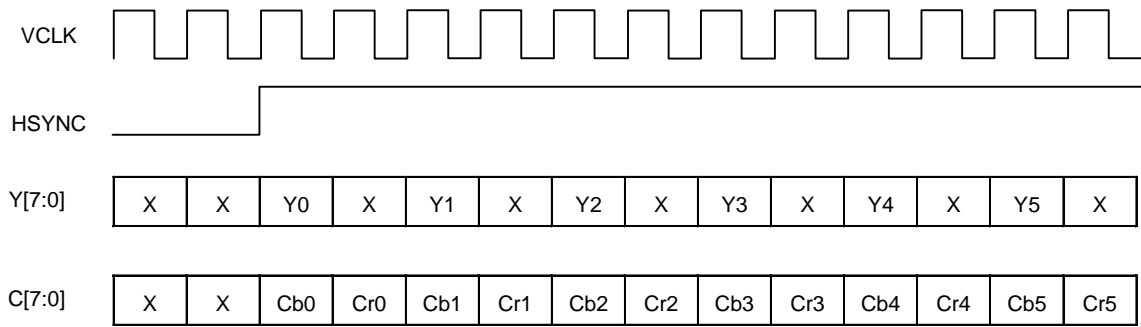 VCLK
HSYNC
Y[7:0] X X Y0 X Y1 X Y2 X Y3 X Y4 X Y5 X
C[7:0] X X Cb0 Cr0 Cb1 Cr1 Cb2 Cr2 Cb3 Cr3 Cb4 Cr4 Cb5 Cr5